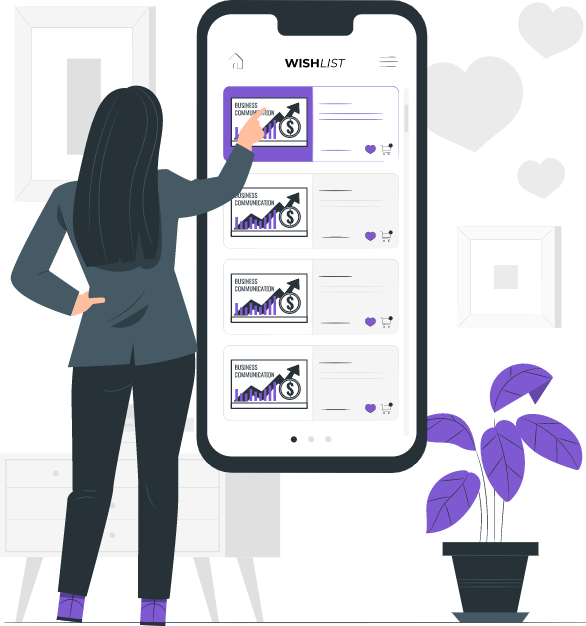 WISHLIST
BUSINESS
COMMUNICATION
$
BUSINESS
COMMUNICATION
$
BUSINESS
COMMUNICATION
$
BUSINESS
COMMUNICATION
$